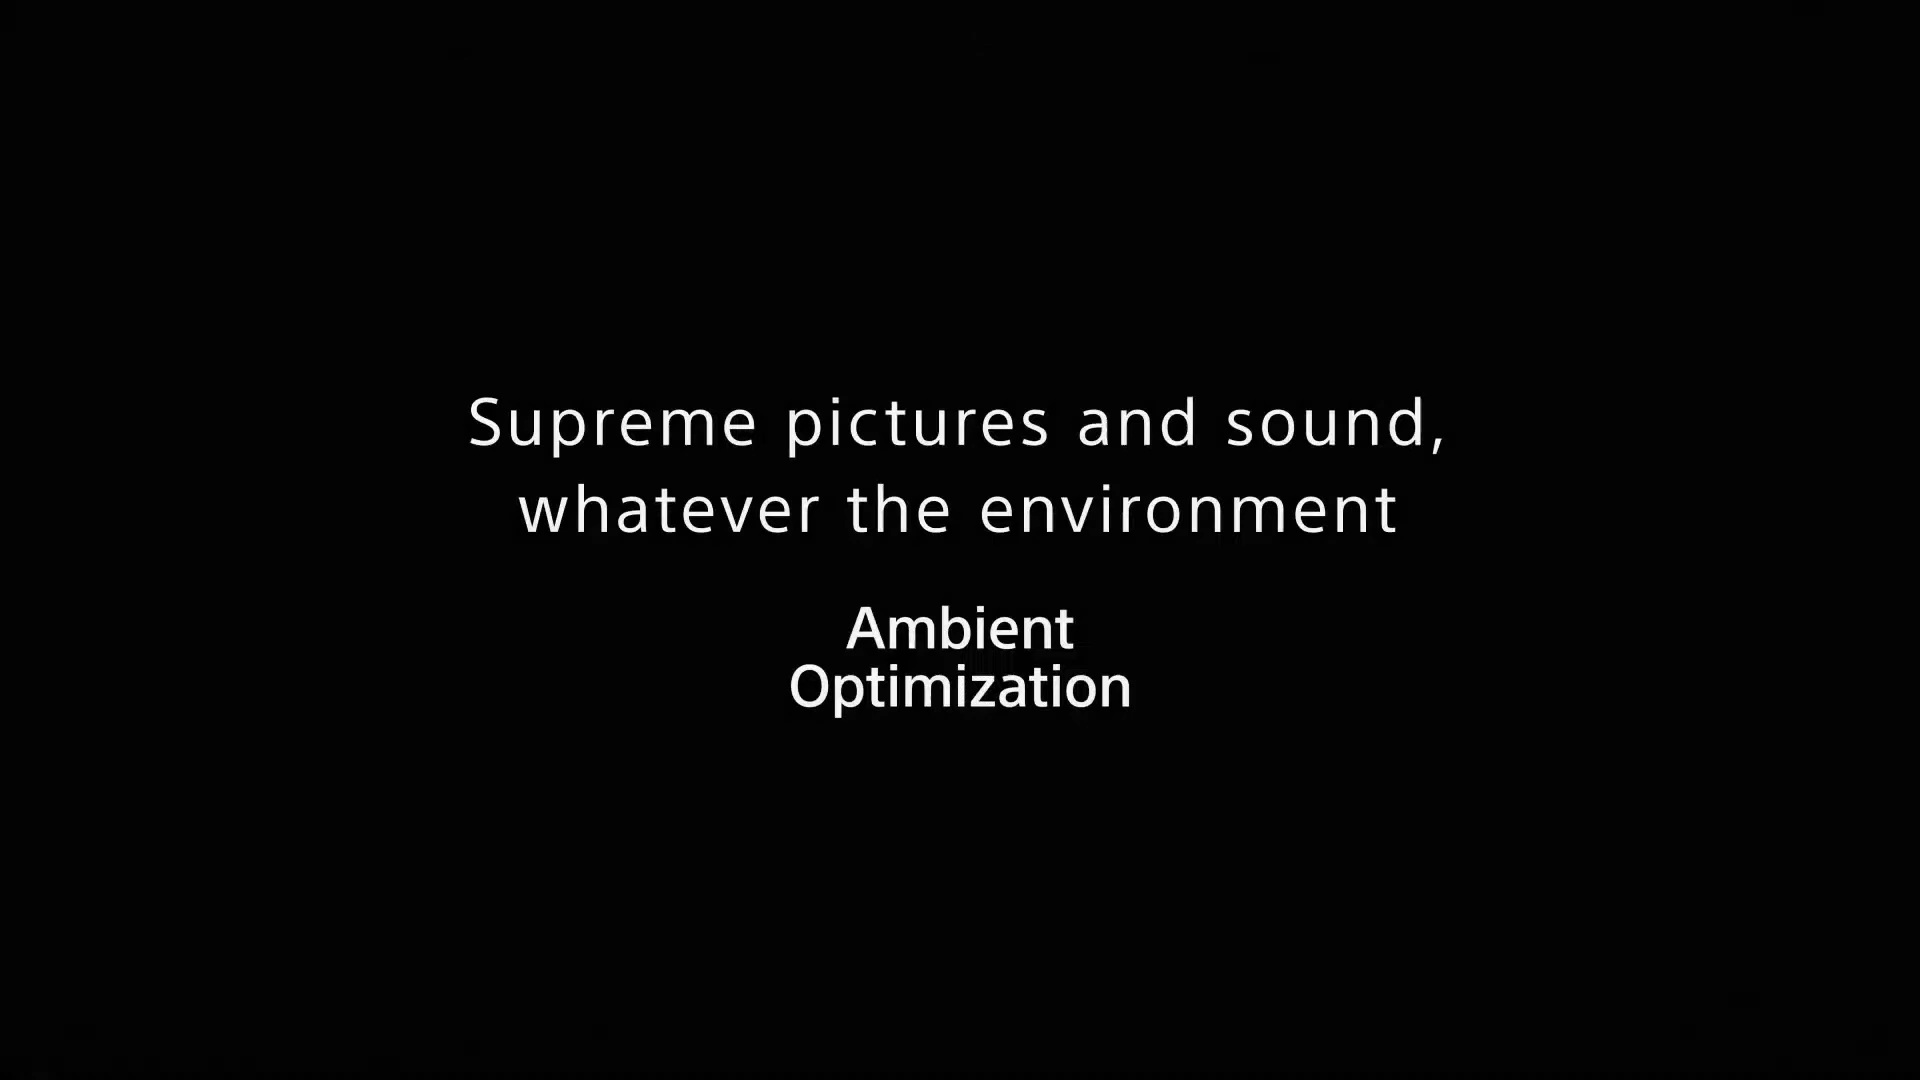 Supreme pictures and sound,
whatever the environment
Ambient
Optimization